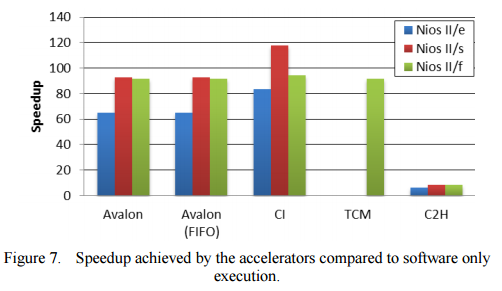 140
120
100
80
60
40
20
0
Speedup
Nios II/e
Nios II/s
Nios II/f
Avalon
Avalon
(FIFO)
CI
TCM
C2H
Figure 7. Speedup achieved by the accelerators compared to software only
execution.